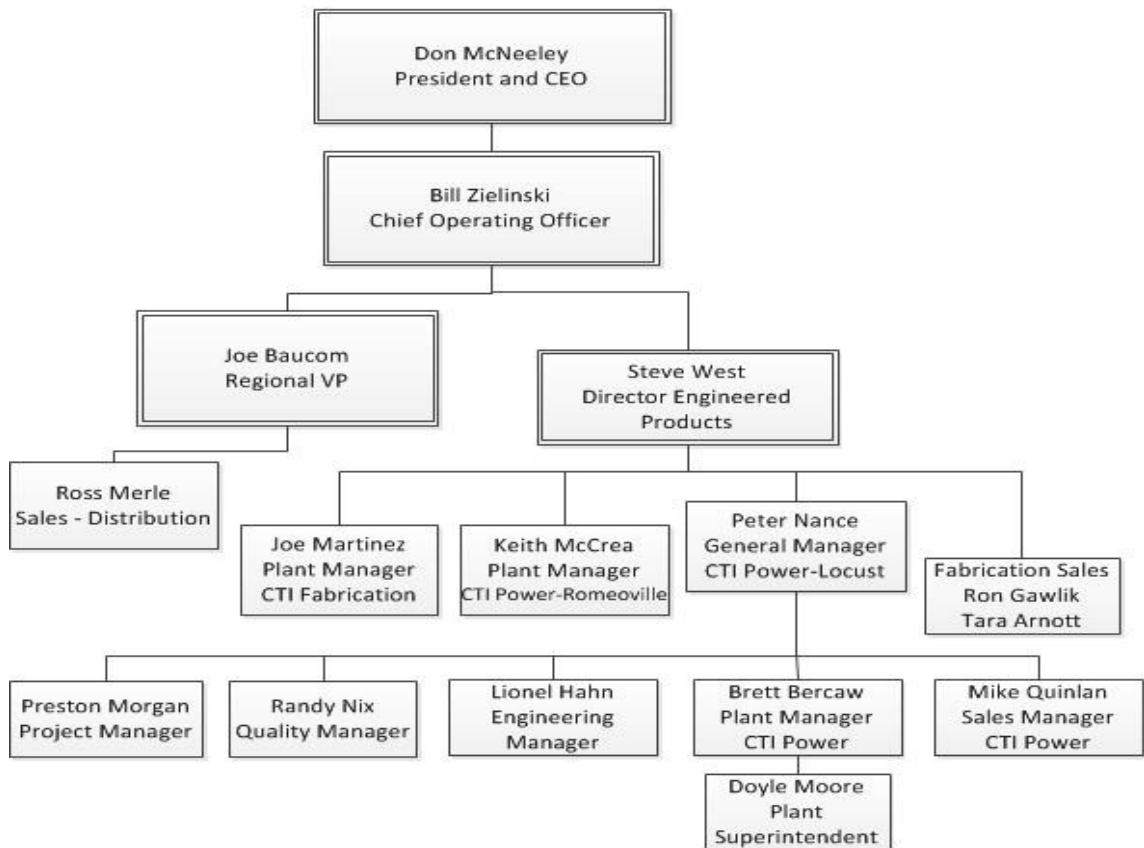 Don McNeeley
President and CEO
Bill Zielinski
Chief Operating Officer
Joe Baucom
Regional VP
Steve West
Director Engineered
Products
Ross Merle
Sales - Distribution
Joe Martinez
Plant Manager
CTI Fabrication
Keith McCrea
Plant Manager
CTI Power-Romeoville
Peter Nance
General Manager
CTI Power-Locust
Fabrication Sales
Ron Gawlik
Tara Arnott
Preston Morgan
Project Manager
Randy Nix
Quality Manager
Lionel Hahn
Engineering
Manager
Brett Bercaw
Plant Manager
CTI Power
Mike Quinlan
Sales Manager
CTI Power
Doyle Moore
Plant
Superintendent